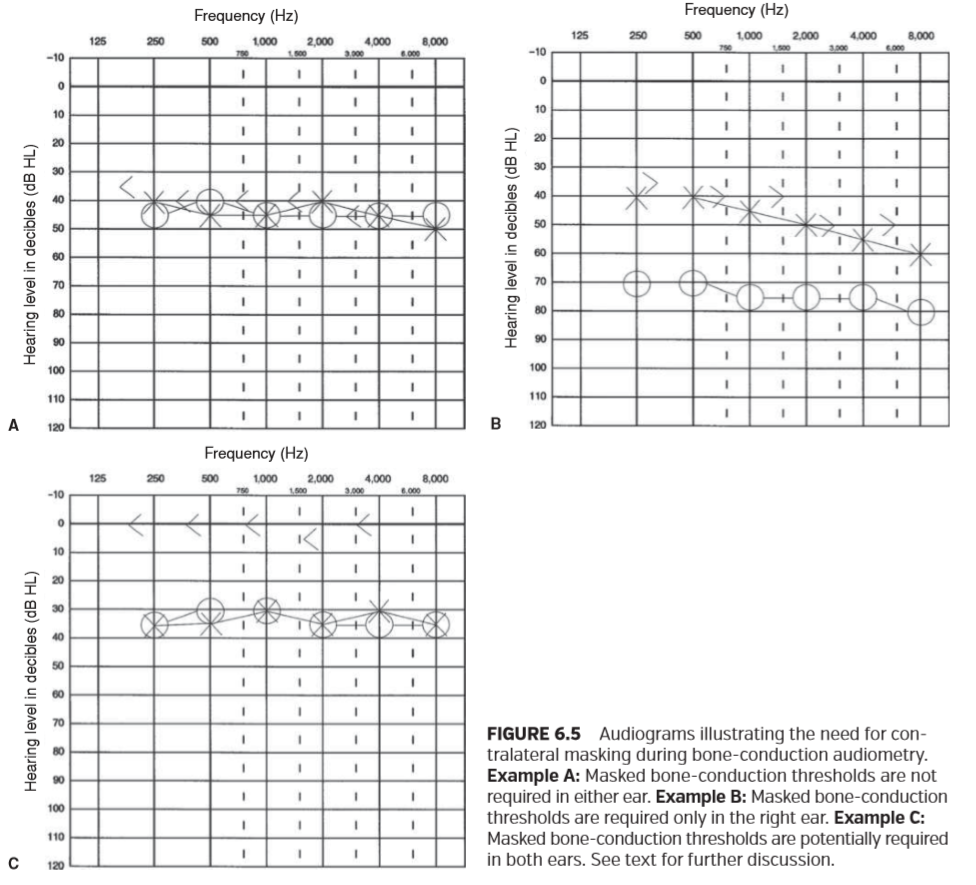 Frequency (Hz)
125 250 500 1,000 2,000 4,000 8,000
750 1,500 3,000 6,000
Hearing level in decibles (dB HL)
−10
0
10
20
30
40
50
60
70
80
90
100
110
120
A
Frequency (Hz)
125 250 500 1,000 2,000 4,000 8,000
750 1,500 3,000 6,000
Hearing level in decibles (dB HL)
−10
0
10
20
30
40
50
60
70
80
90
100
110
120
B
Frequency (Hz)
125 250 500 1,000 2,000 4,000 8,000
750 1,500 3,000 6,000
Hearing level in decibles (dB HL)
−10
0
10
20
30
40
50
60
70
80
90
100
110
120
C
FIGURE 6.5 Audiograms illustrating the need for con-
tralateral masking during bone-conduction audiometry.
Example A: Masked bone-conduction thresholds are not
required in either ear. Example B: Masked bone-conduction
thresholds are required only in the right ear. Example C:
Masked bone-conduction thresholds are potentially required
in both ears. See text for further discussion.